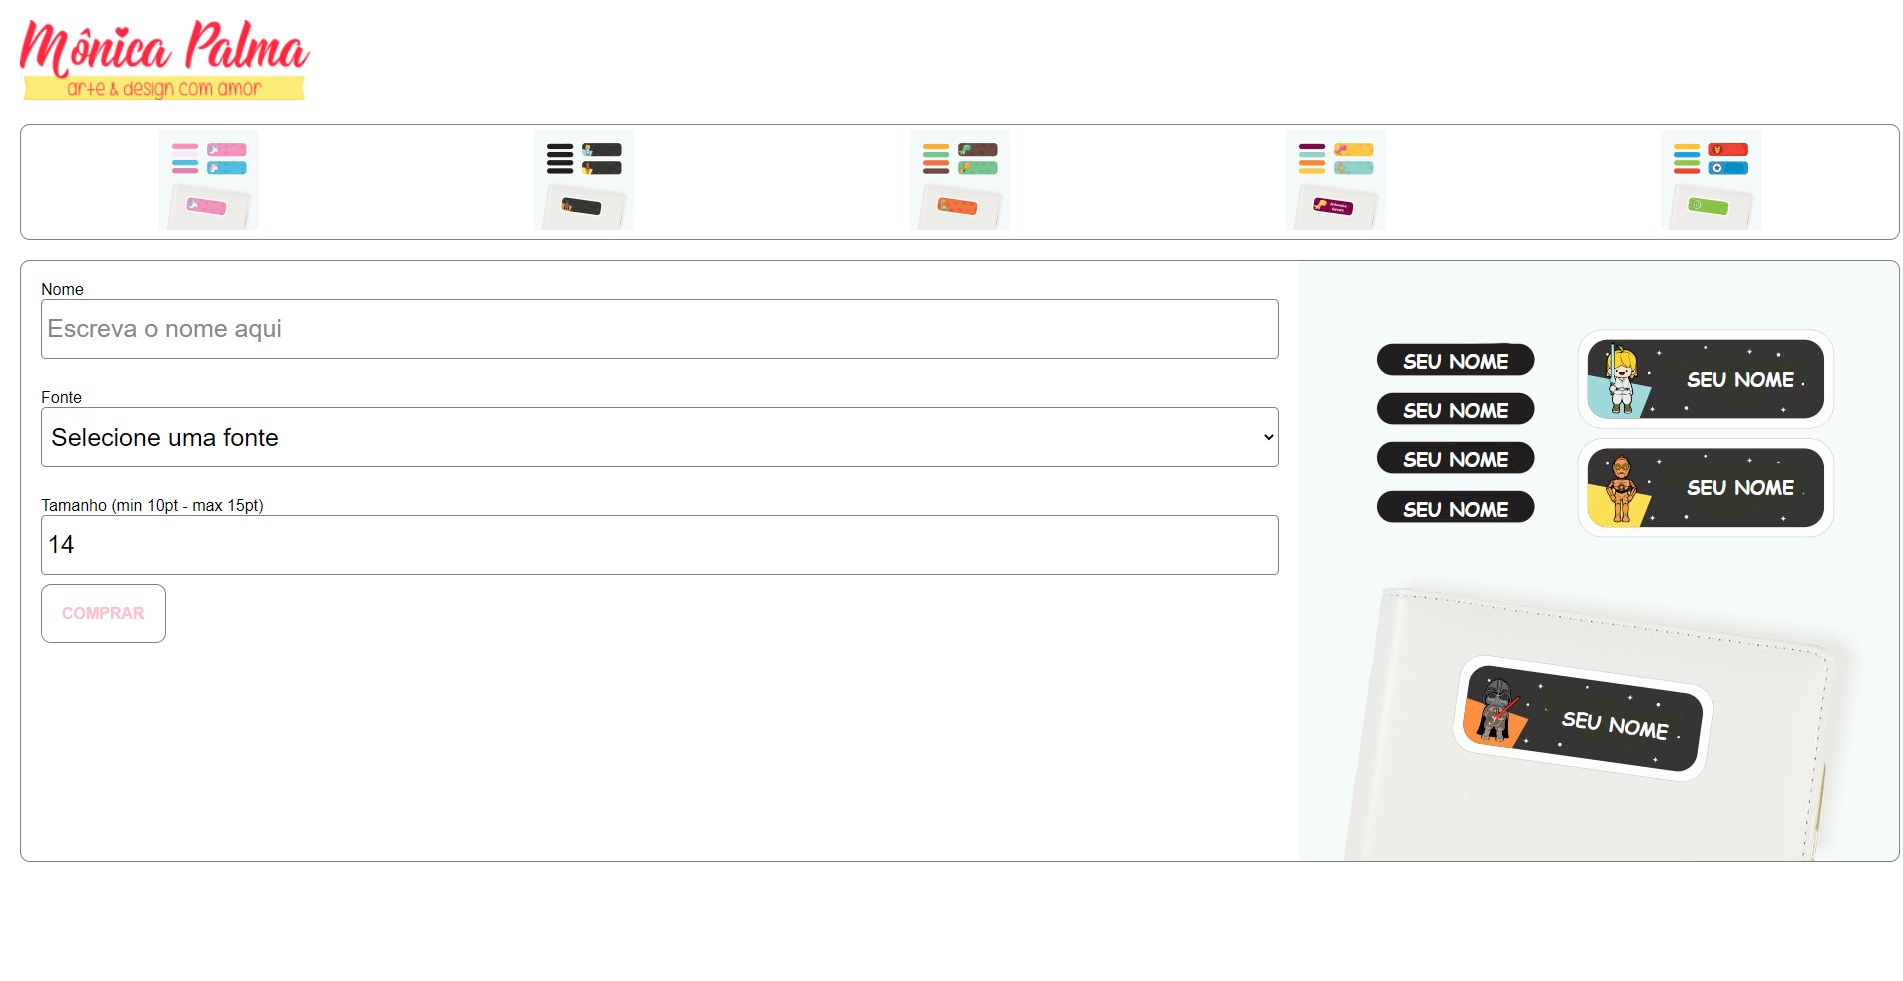 Mônica Palma
arte & design com amor
Nome
Escreva o nome aqui
Fonte
Selecione uma fonte
Tamanho (min 10pt - max 15pt)
14
COMPRAR
SEU NOME
SEU NOME
SEU NOME
SEU NOME
SEU NOME
SEU NOME
SEU NOME